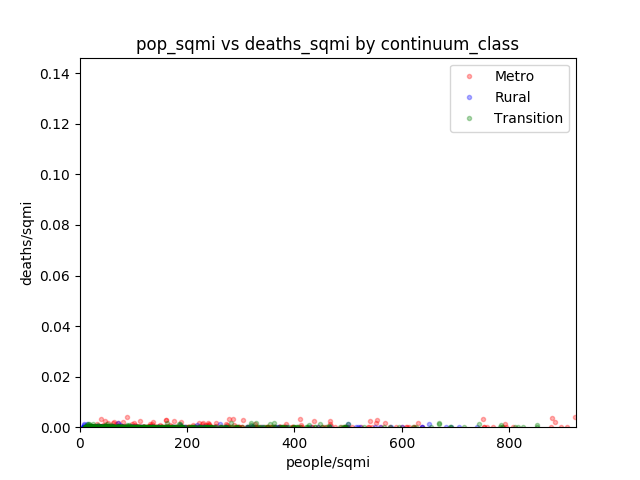 pop_sqmi vs deaths_sqmi by continuum_class
Metro
Rural
Transition
0.14
0.12
0.10
0.08
0.06
0.04
0.02
0.00
deaths/sqmi
0 200 400 600 800
people/sqmi